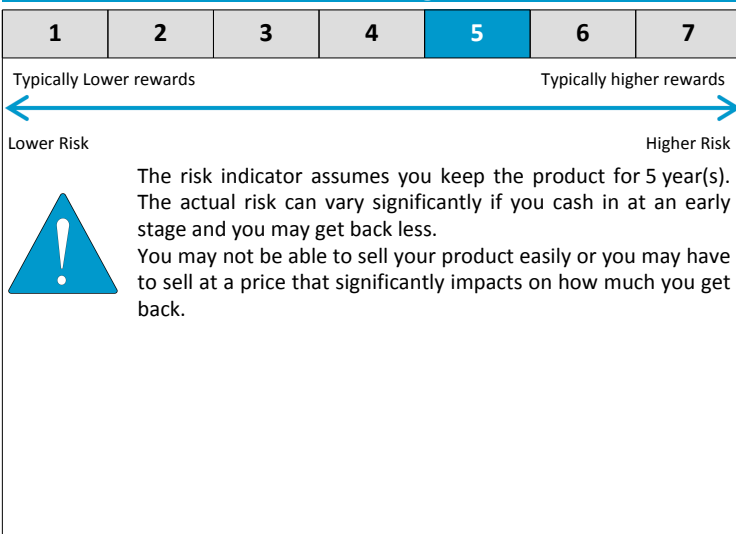 1 2 3 4 5 6 7
Typically Lower rewards Typically higher rewards
Lower Risk Higher Risk
The risk indicator assumes you keep the product for 5 year(s).
The actual risk can vary significantly if you cash in at an early
stage and you may get back less.
You may not be able to sell your product easily or you may have
to sell at a price that significantly impacts on how much you get
back.